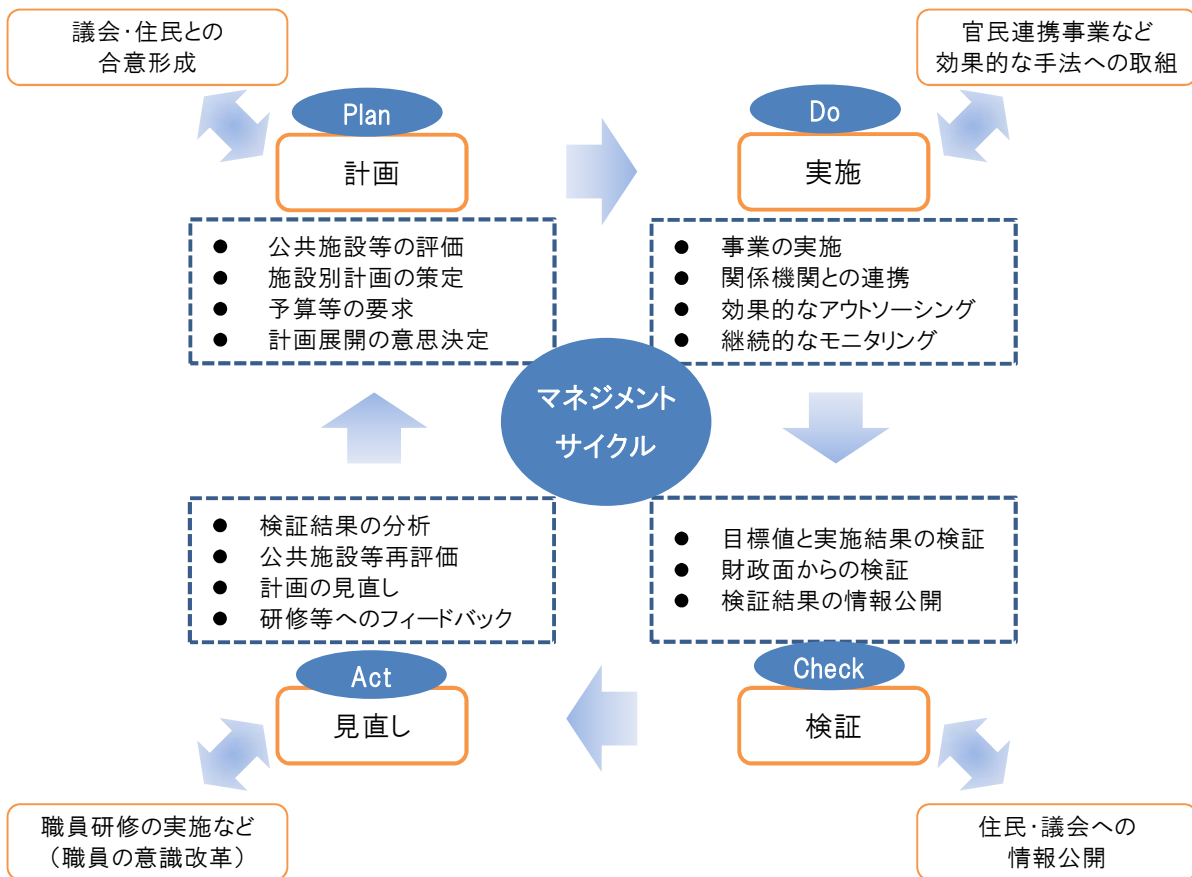 議会・住民との
合意形成
官民連携事業など
効果的な手法への取組
Plan
計画
Do
実施
● 公共施設等の評価
● 施設別計画の策定
● 予算等の要求
● 計画展開の意思決定
● 事業の実施
● 関係機関との連携
● 効果的なアウトソーシング
● 継続的なモニタリング
マネジメント
サイクル
● 検証結果の分析
● 公共施設等再評価
● 計画の見直し
● 研修等へのフィードバック
● 目標値と実施結果の検証
● 財政面からの検証
● 検証結果の情報公開
Act
見直し
Check
検証
職員研修の実施など
（職員の意識改革）
住民・議会への
情報公開